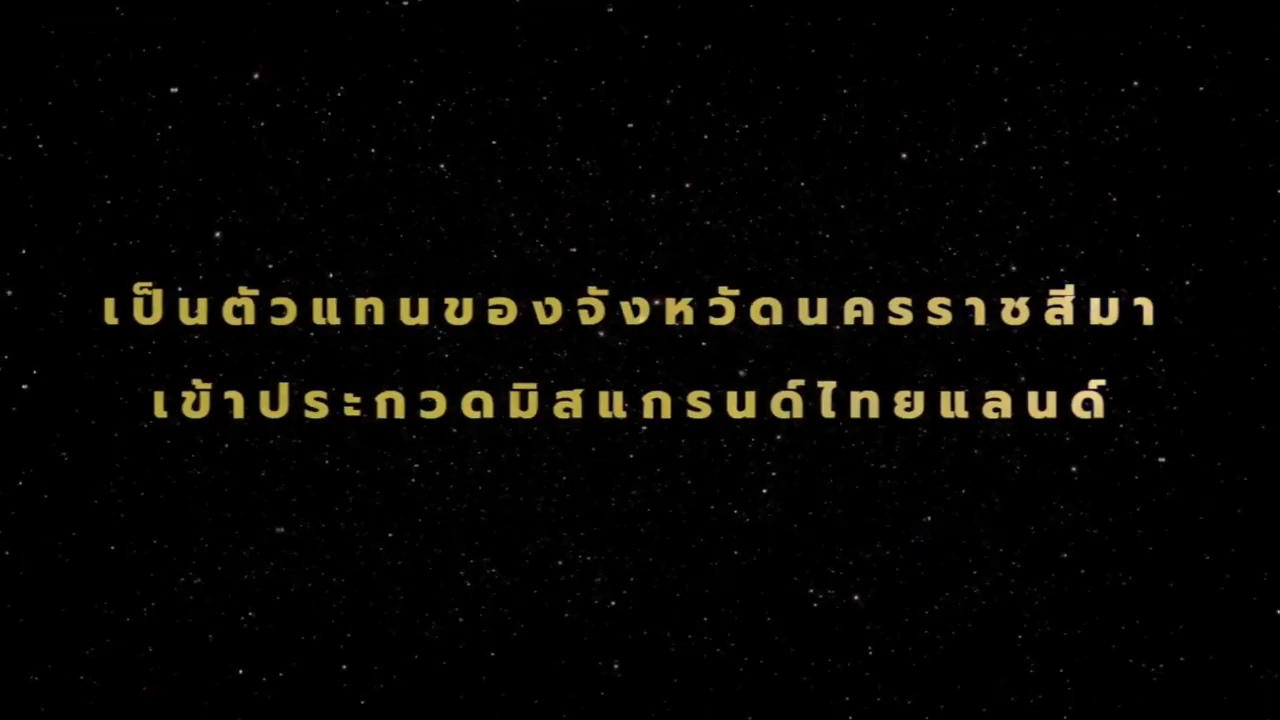 เป็นตัวแทนของจังหวัดนครราชสีมา
เข้าประกวดมิสแกรนด์ไทยแลนด์